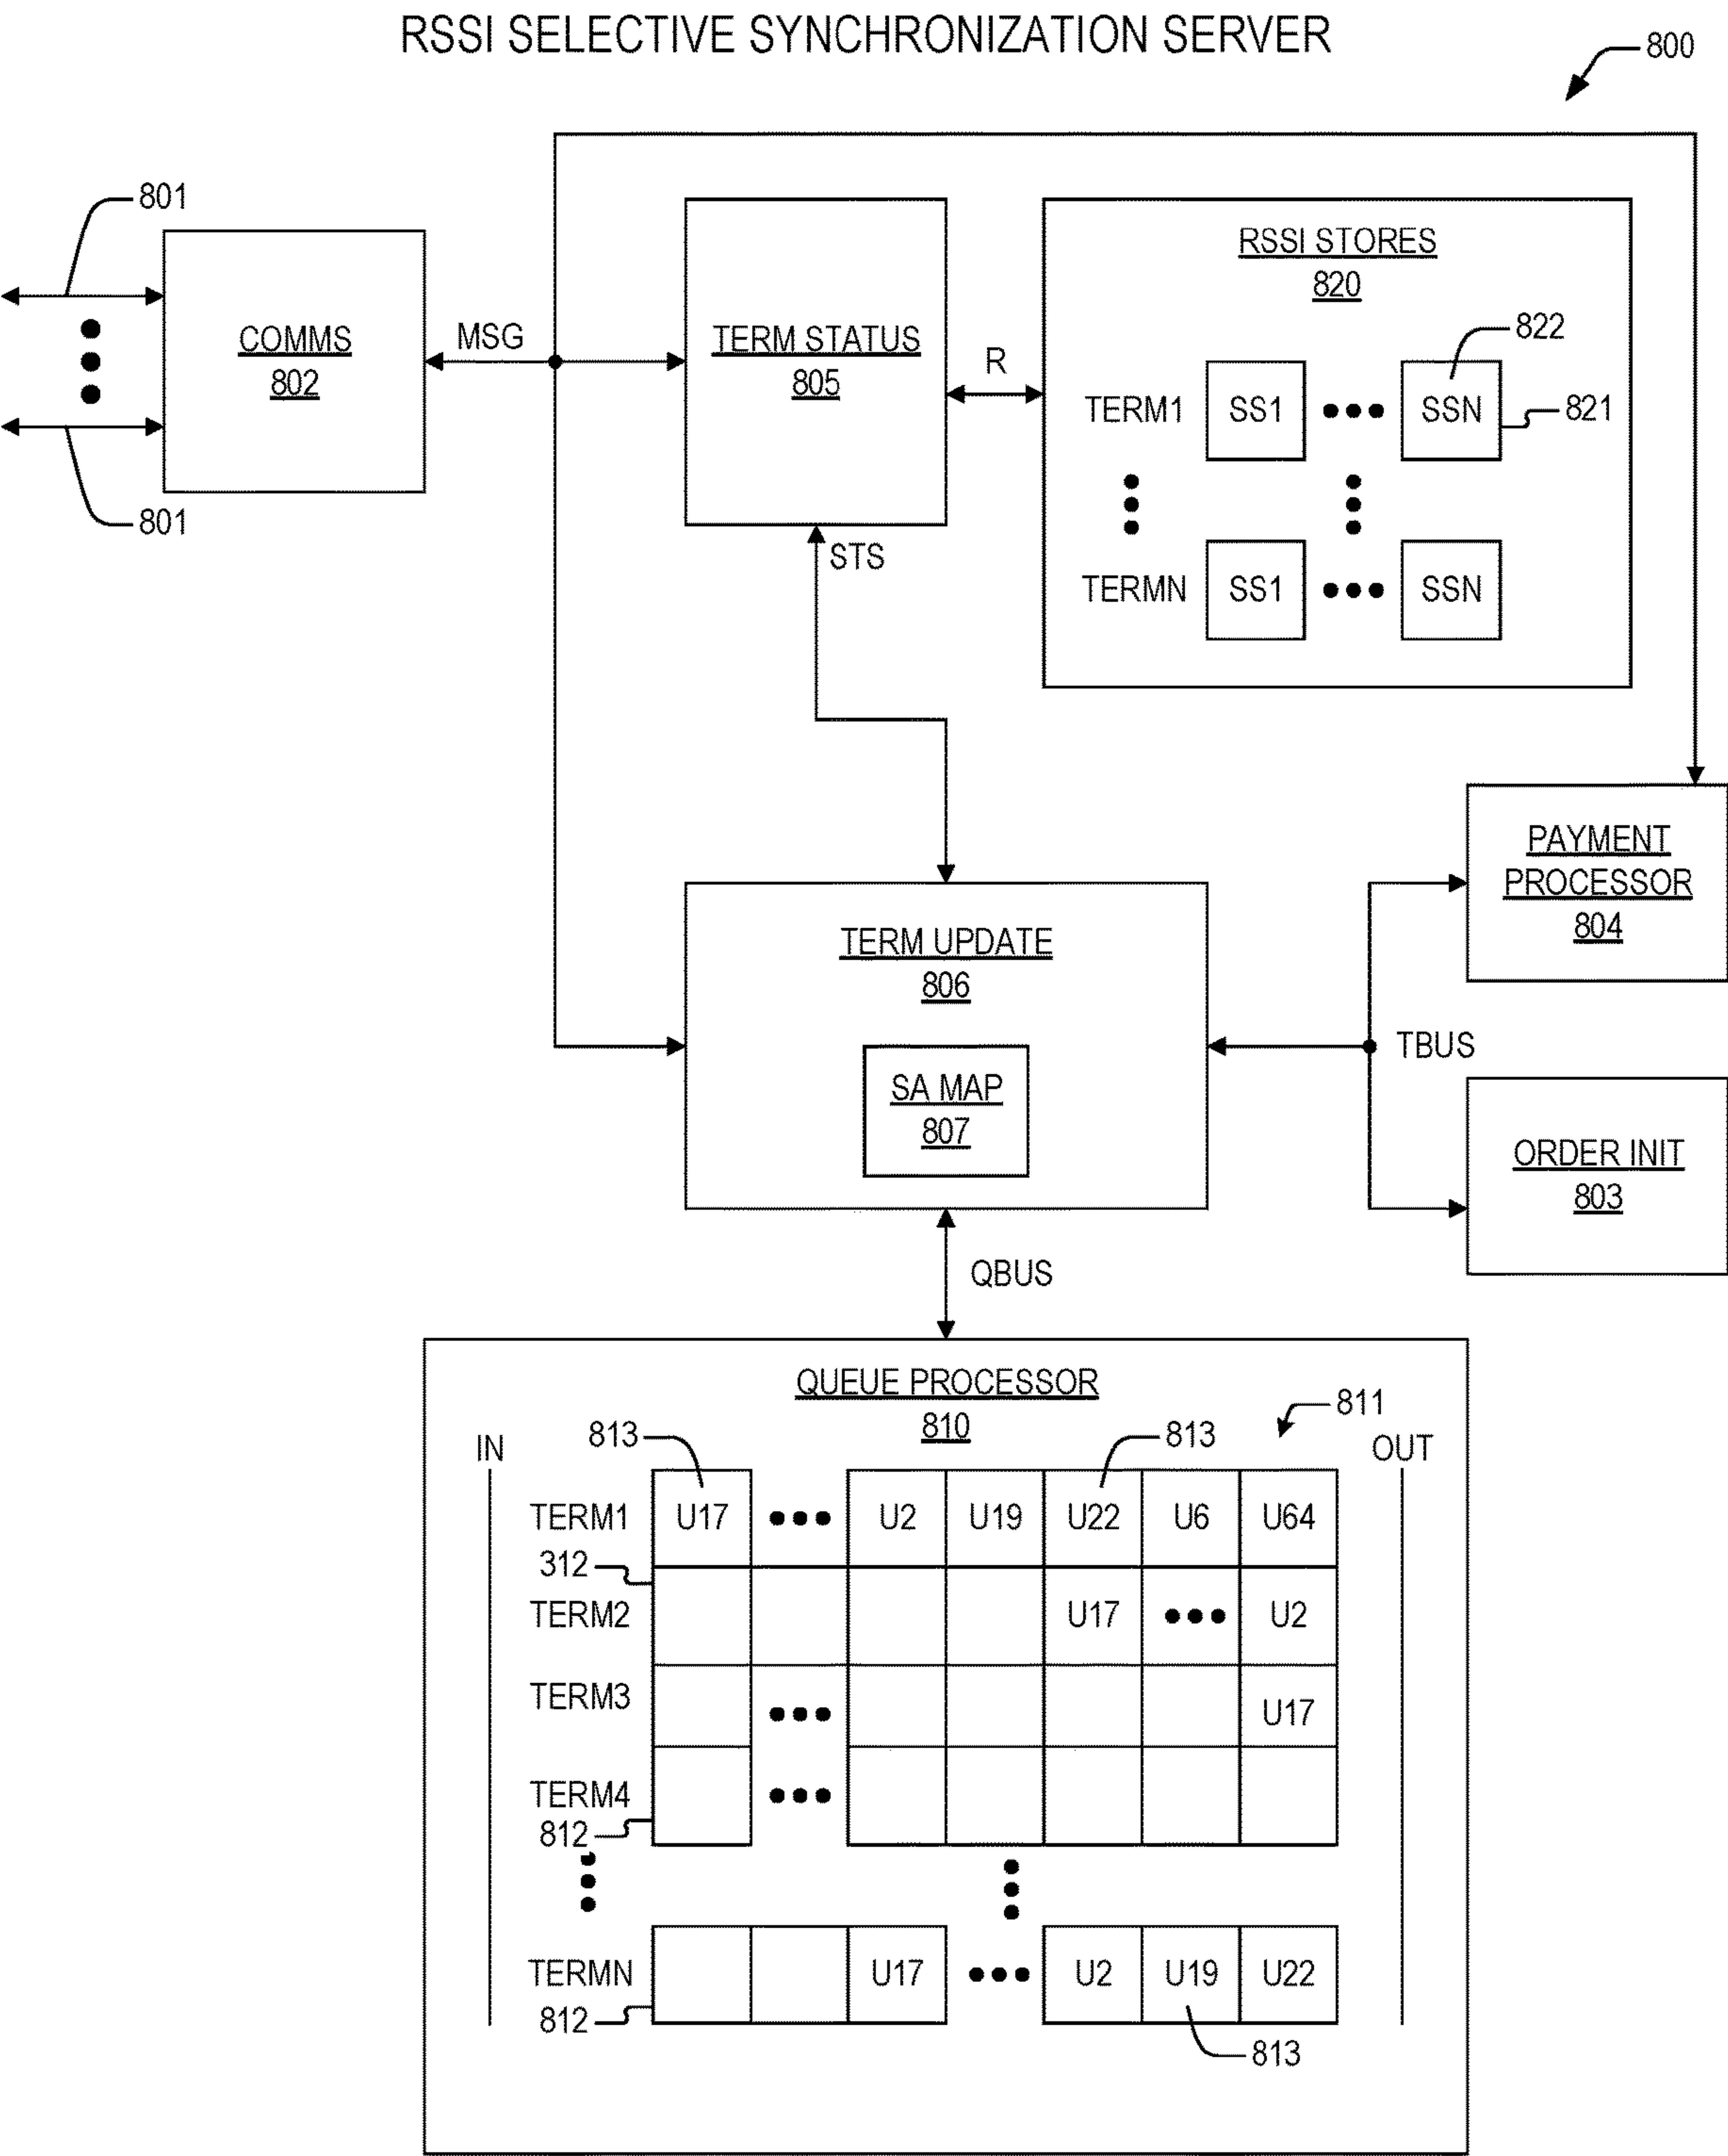 RSSI SELECTIVE SYNCHRONIZATION SERVER
800
801
COMMS
802
801
MSG
TERM STATUS
805
R
STS
RSSI STORES
820
822
TERM1 SS1 SSN 821
TERMN SS1 SSN
PAYMENT
PROCESSOR
804
TERM UPDATE
806
SA MAP
807
TBUS
ORDER INIT
803
QBUS
QUEUE PROCESSOR
810
811
IN 813 813 OUT
TERM1 U17 U2 U19 U22 U6 U64
312
TERM2 U17 U2
TERM3 U17
TERM4
812
TERMN U17 U2 U19 U22
812
813